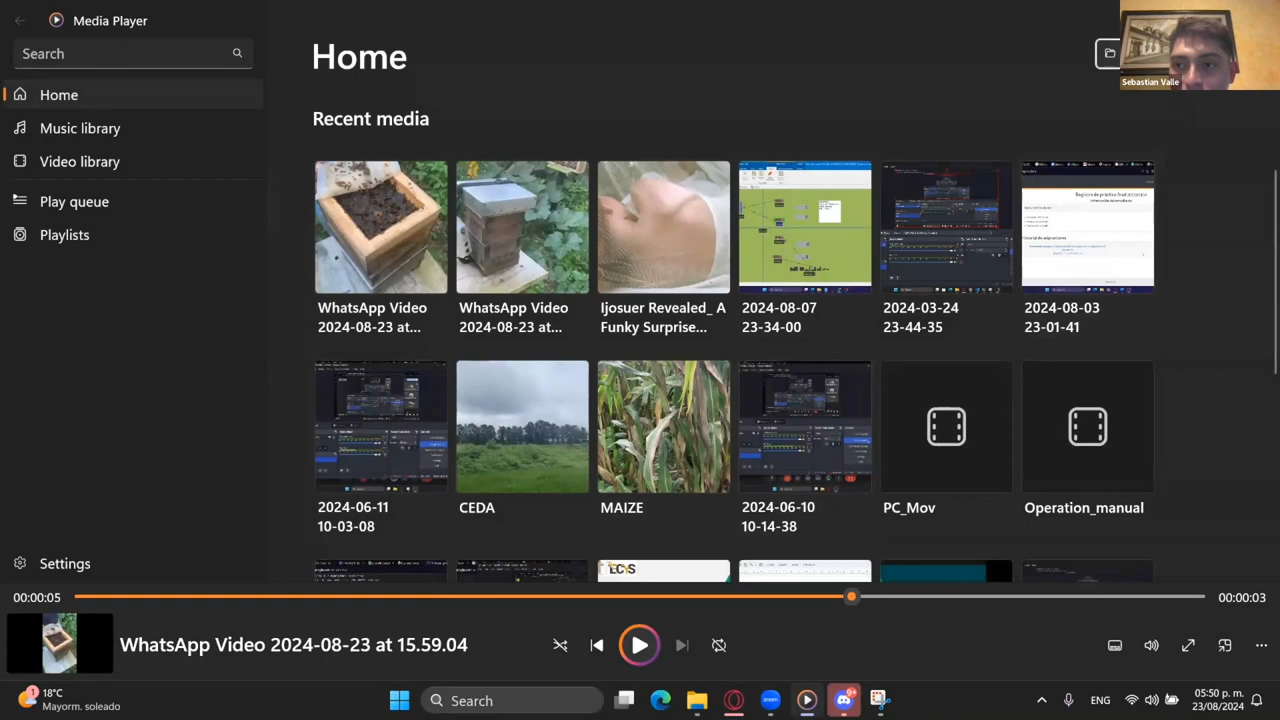 Media Player
Search
Home
Music library
Video library
Play queue
Playlists
Settings
Home
Sebastian Valle
Recent media
WhatsApp Video
2024-08-23 at...
WhatsApp Video
2024-08-23 at...
Ijosuer Revealed_ A
Funky Surprise...
2024-08-07
23-34-00
2024-03-24
23-44-35
2024-08-03
23-01-41
2024-06-11
10-03-08
CEDA
MAIZE
2024-06-10
10-14-38
PC_Mov
Operation_manual
00:00:05
00:00:03
WhatsApp Video 2024-08-23 at 15.59.04
1
18°C
Mayorm. soleado
Search
zoom
9+
ENG
05:50 p. m.
23/08/2024